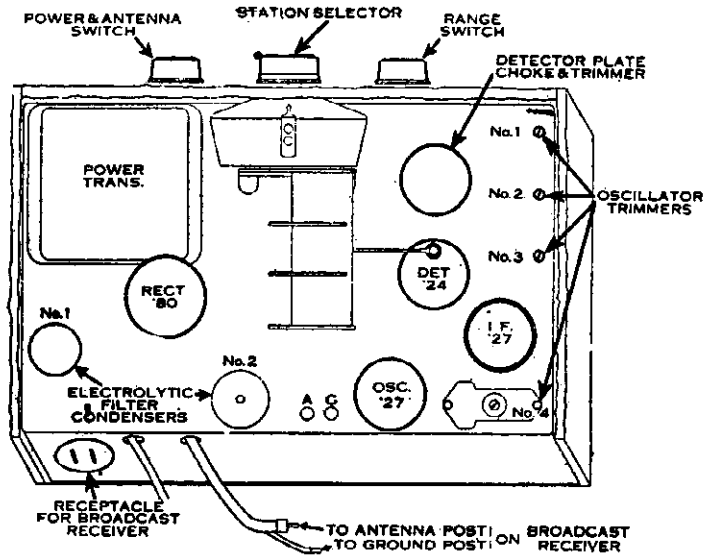 POWER & ANTENNA
SWITCH
STATION SELECTOR
RANGE
SWITCH
DETECTOR PLATE
CHOKE & TRIMMER
POWER
TRANS.
No.1
No.2
No.3
OSCILLATOR
TRIMMERS
RECT
'80
DET
'24
I.F.
'27
No.1
No.2
ELECTROLYTIC
FILTER
CONDENSERS
A G
OSC.
'27
No.4
RECEPTACLE
FOR BROADCAST
RECEIVER
TO ANTENNA POST
TO GROUND POST
ON BROADCAST
RECEIVER